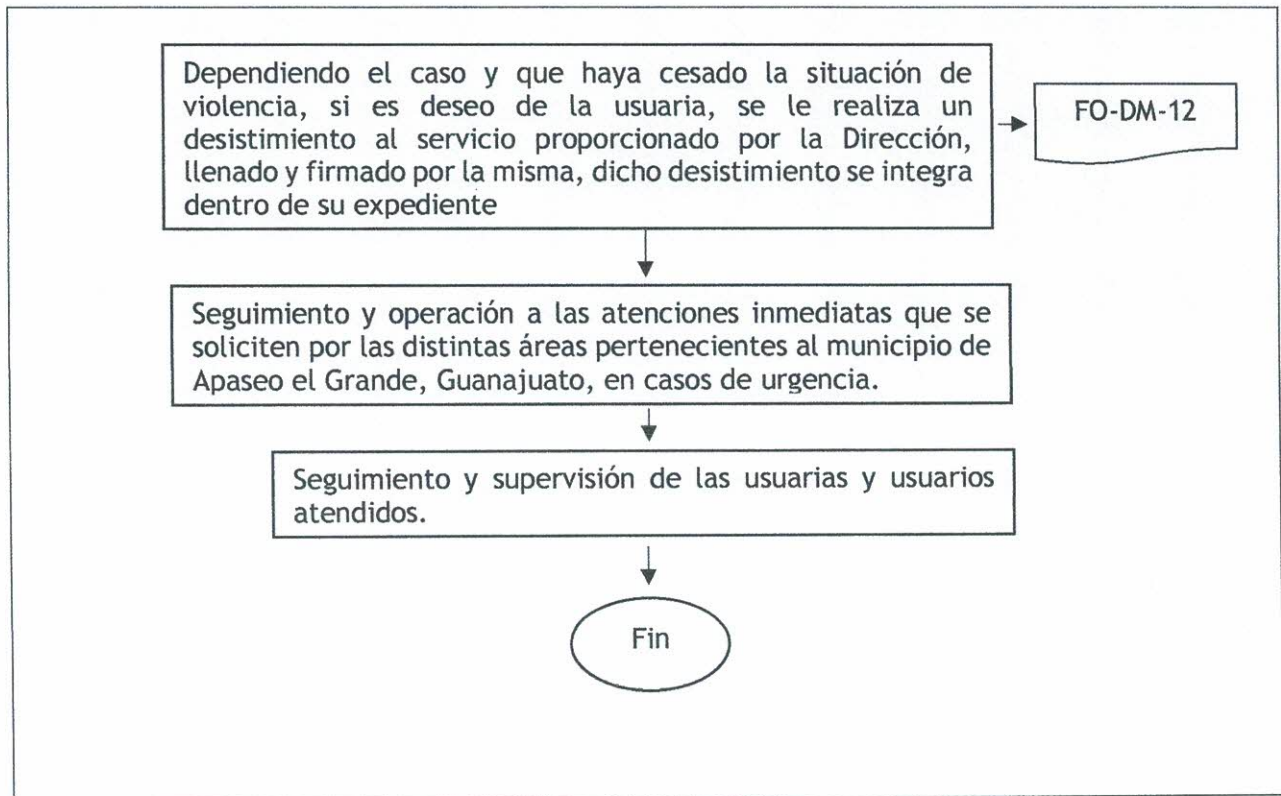 Dependiendo el caso y que haya cesado la situación de
violencia, si es deseo de la usuaria, se le realiza un
desistimiento al servicio proporcionado por la Dirección,
llenado y firmado por la misma, dicho desistimiento se integra
dentro de su expediente
FO-DM-12
Seguimiento y operación a las atenciones inmediatas que se
soliciten por las distintas áreas pertenecientes al municipio de
Apaseo el Grande, Guanajuato, en casos de urgencia.
Seguimiento y supervisión de las usuarias y usuarios
atendidos.
Fin